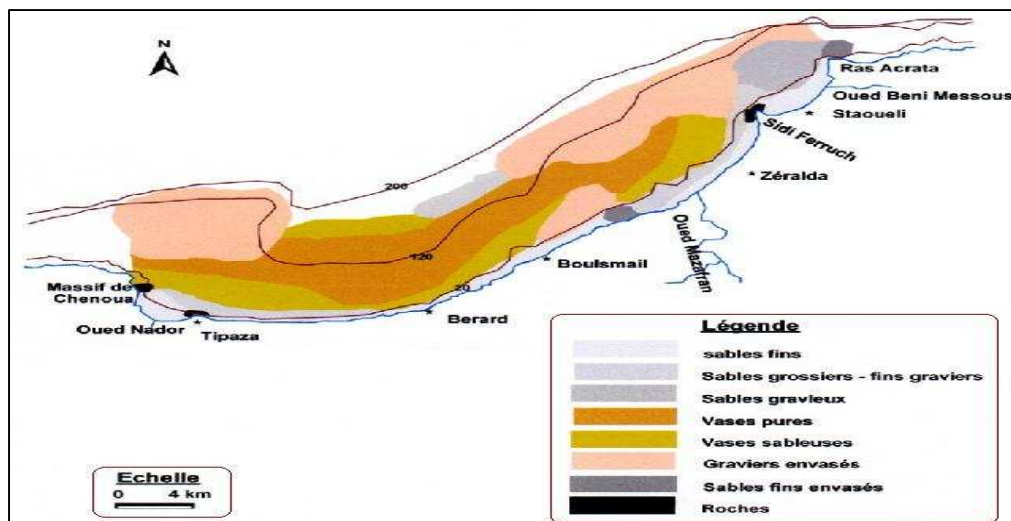 N
Ras Acrata
Oued Beni Messous
Staoueli
Sidi Ferruch
Zéralda
200
Oued Mazafran
120
Boulsmail
Massif de
Chenoua
20
Berard
Oued Nador
Tipaza
Légende
sables fins
Sables grossiers - fins graviers
Sables gravleux
Vases pures
Vases sableuses
Graviers envasés
Sables fins envasés
Roches
Echelle
0 4 km